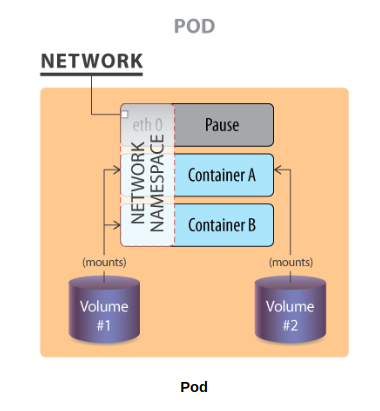 POD
NETWORK
eth 0
Pause
NETWORK
NAMESPACE
Container A
Container B
(mounts)
(mounts)
Volume
#1
Volume
#2
Pod